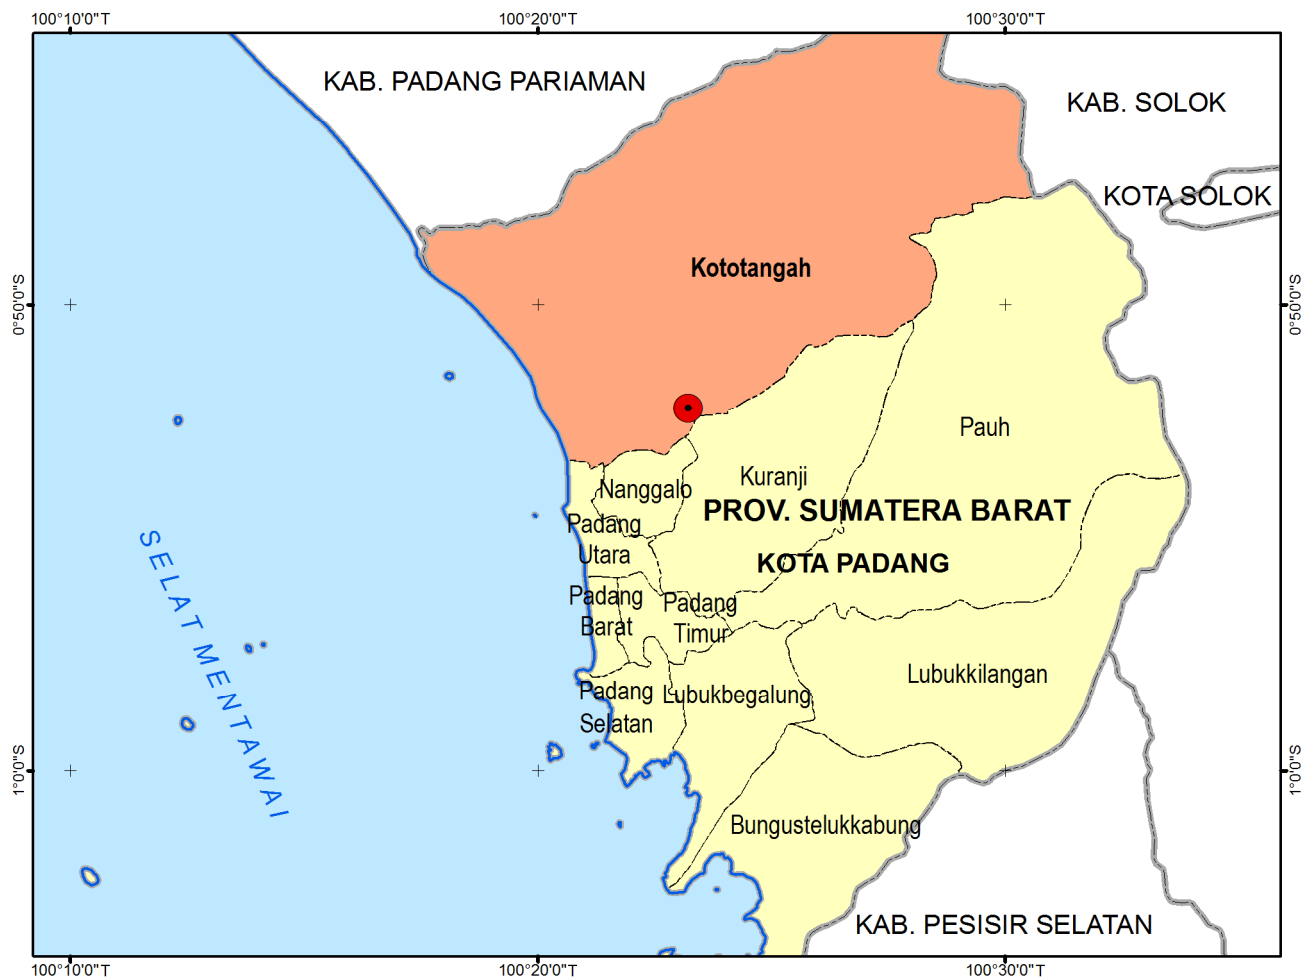 100°10'0"T
100°20'0"T
100°30'0"T
KAB. PADANG PARIAMAN
KAB. SOLOK
KOTA SOLOK
Kototangah
0°50'0"S
0°50'0"S
Pauh
Kuranji
Nanggalo
PROV. SUMATERA BARAT
Padang
Utara
KOTA PADANG
SELAT MENTAWAI
Padang
Barat
Padang
Timur
Lubukkilangan
Padang
Selatan
Lubukbegalung
1°0'0"S
1°0'0"S
Bungustelukkabung
KAB. PESISIR SELATAN
100°10'0"T
100°20'0"T
100°30'0"T